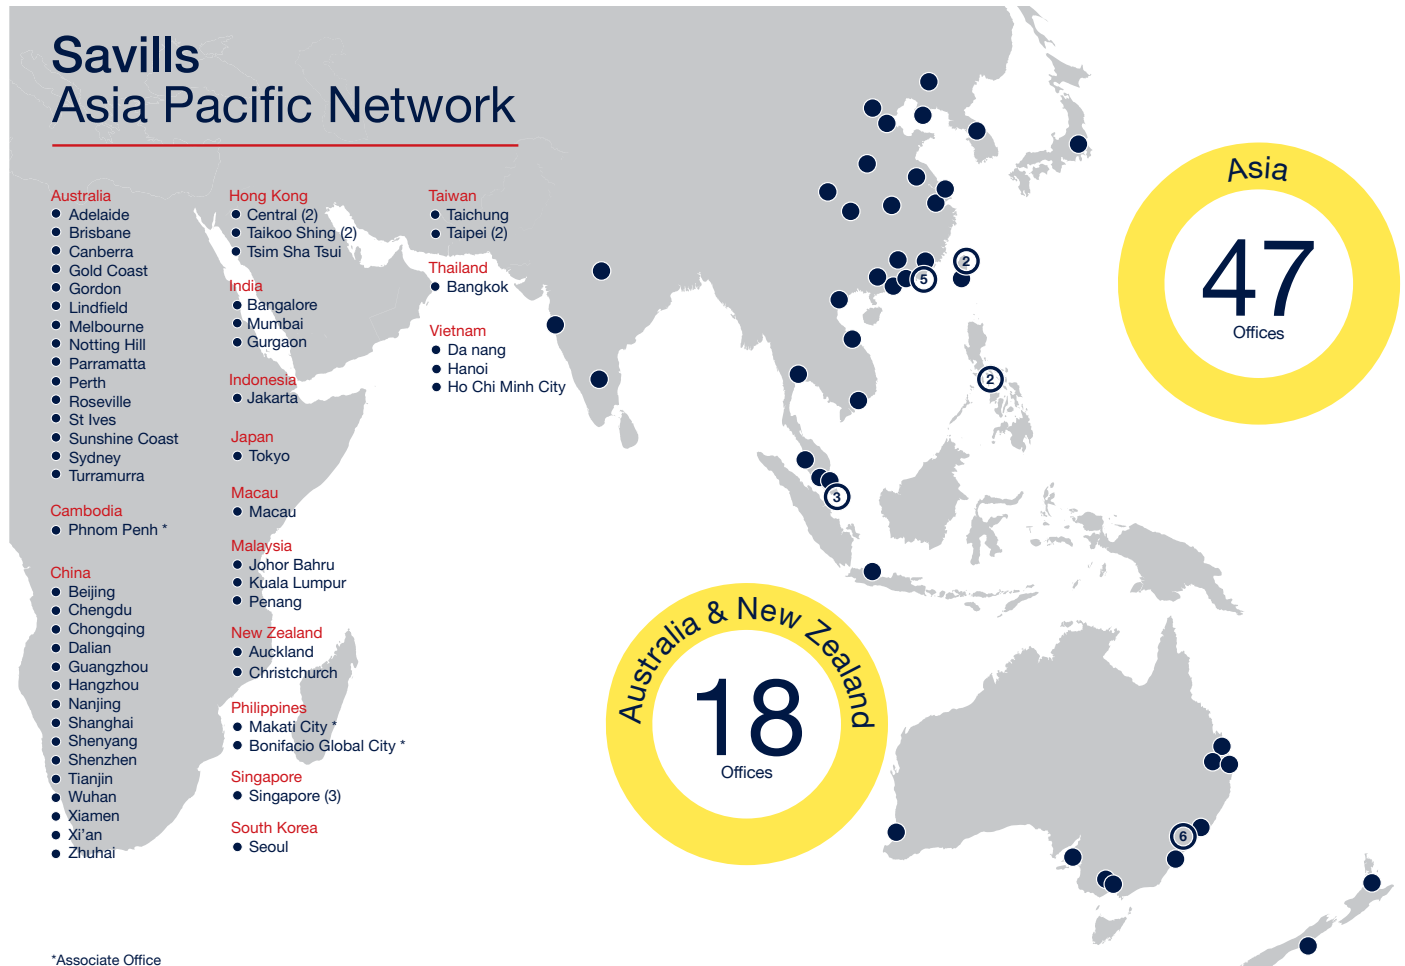 Savills
Asia Pacific Network
Australia
Adelaide
Brisbane
Canberra
Gold Coast
Gordon
Lindfield
Melbourne
Notting Hill
Parramatta
Perth
Roseville
St Ives
Sunshine Coast
Sydney
Turramurra
Cambodia
Phnom Penh *
China
Beijing
Chengdu
Chongqing
Dalian
Guangzhou
Hangzhou
Nanjing
Shanghai
Shenyang
Shenzhen
Tianjin
Wuhan
Xiamen
Xi'an
Zhuhai
Hong Kong
Central (2)
Taikoo Shing (2)
Tsim Sha Tsui
India
Bangalore
Mumbai
Gurgaon
Indonesia
Jakarta
Japan
Tokyo
Macau
Macau
Malaysia
Johor Bahru
Kuala Lumpur
Penang
New Zealand
Auckland
Christchurch
Philippines
Makati City *
Bonifacio Global City *
Singapore
Singapore (3)
South Korea
Seoul
Taiwan
Taichung
Taipei (2)
Thailand
Bangkok
Vietnam
Da nang
Hanoi
Ho Chi Minh City
2
5
2
3
6
Asia
47
Offices
Australia & New Zealand
18
Offices
*Associate Office